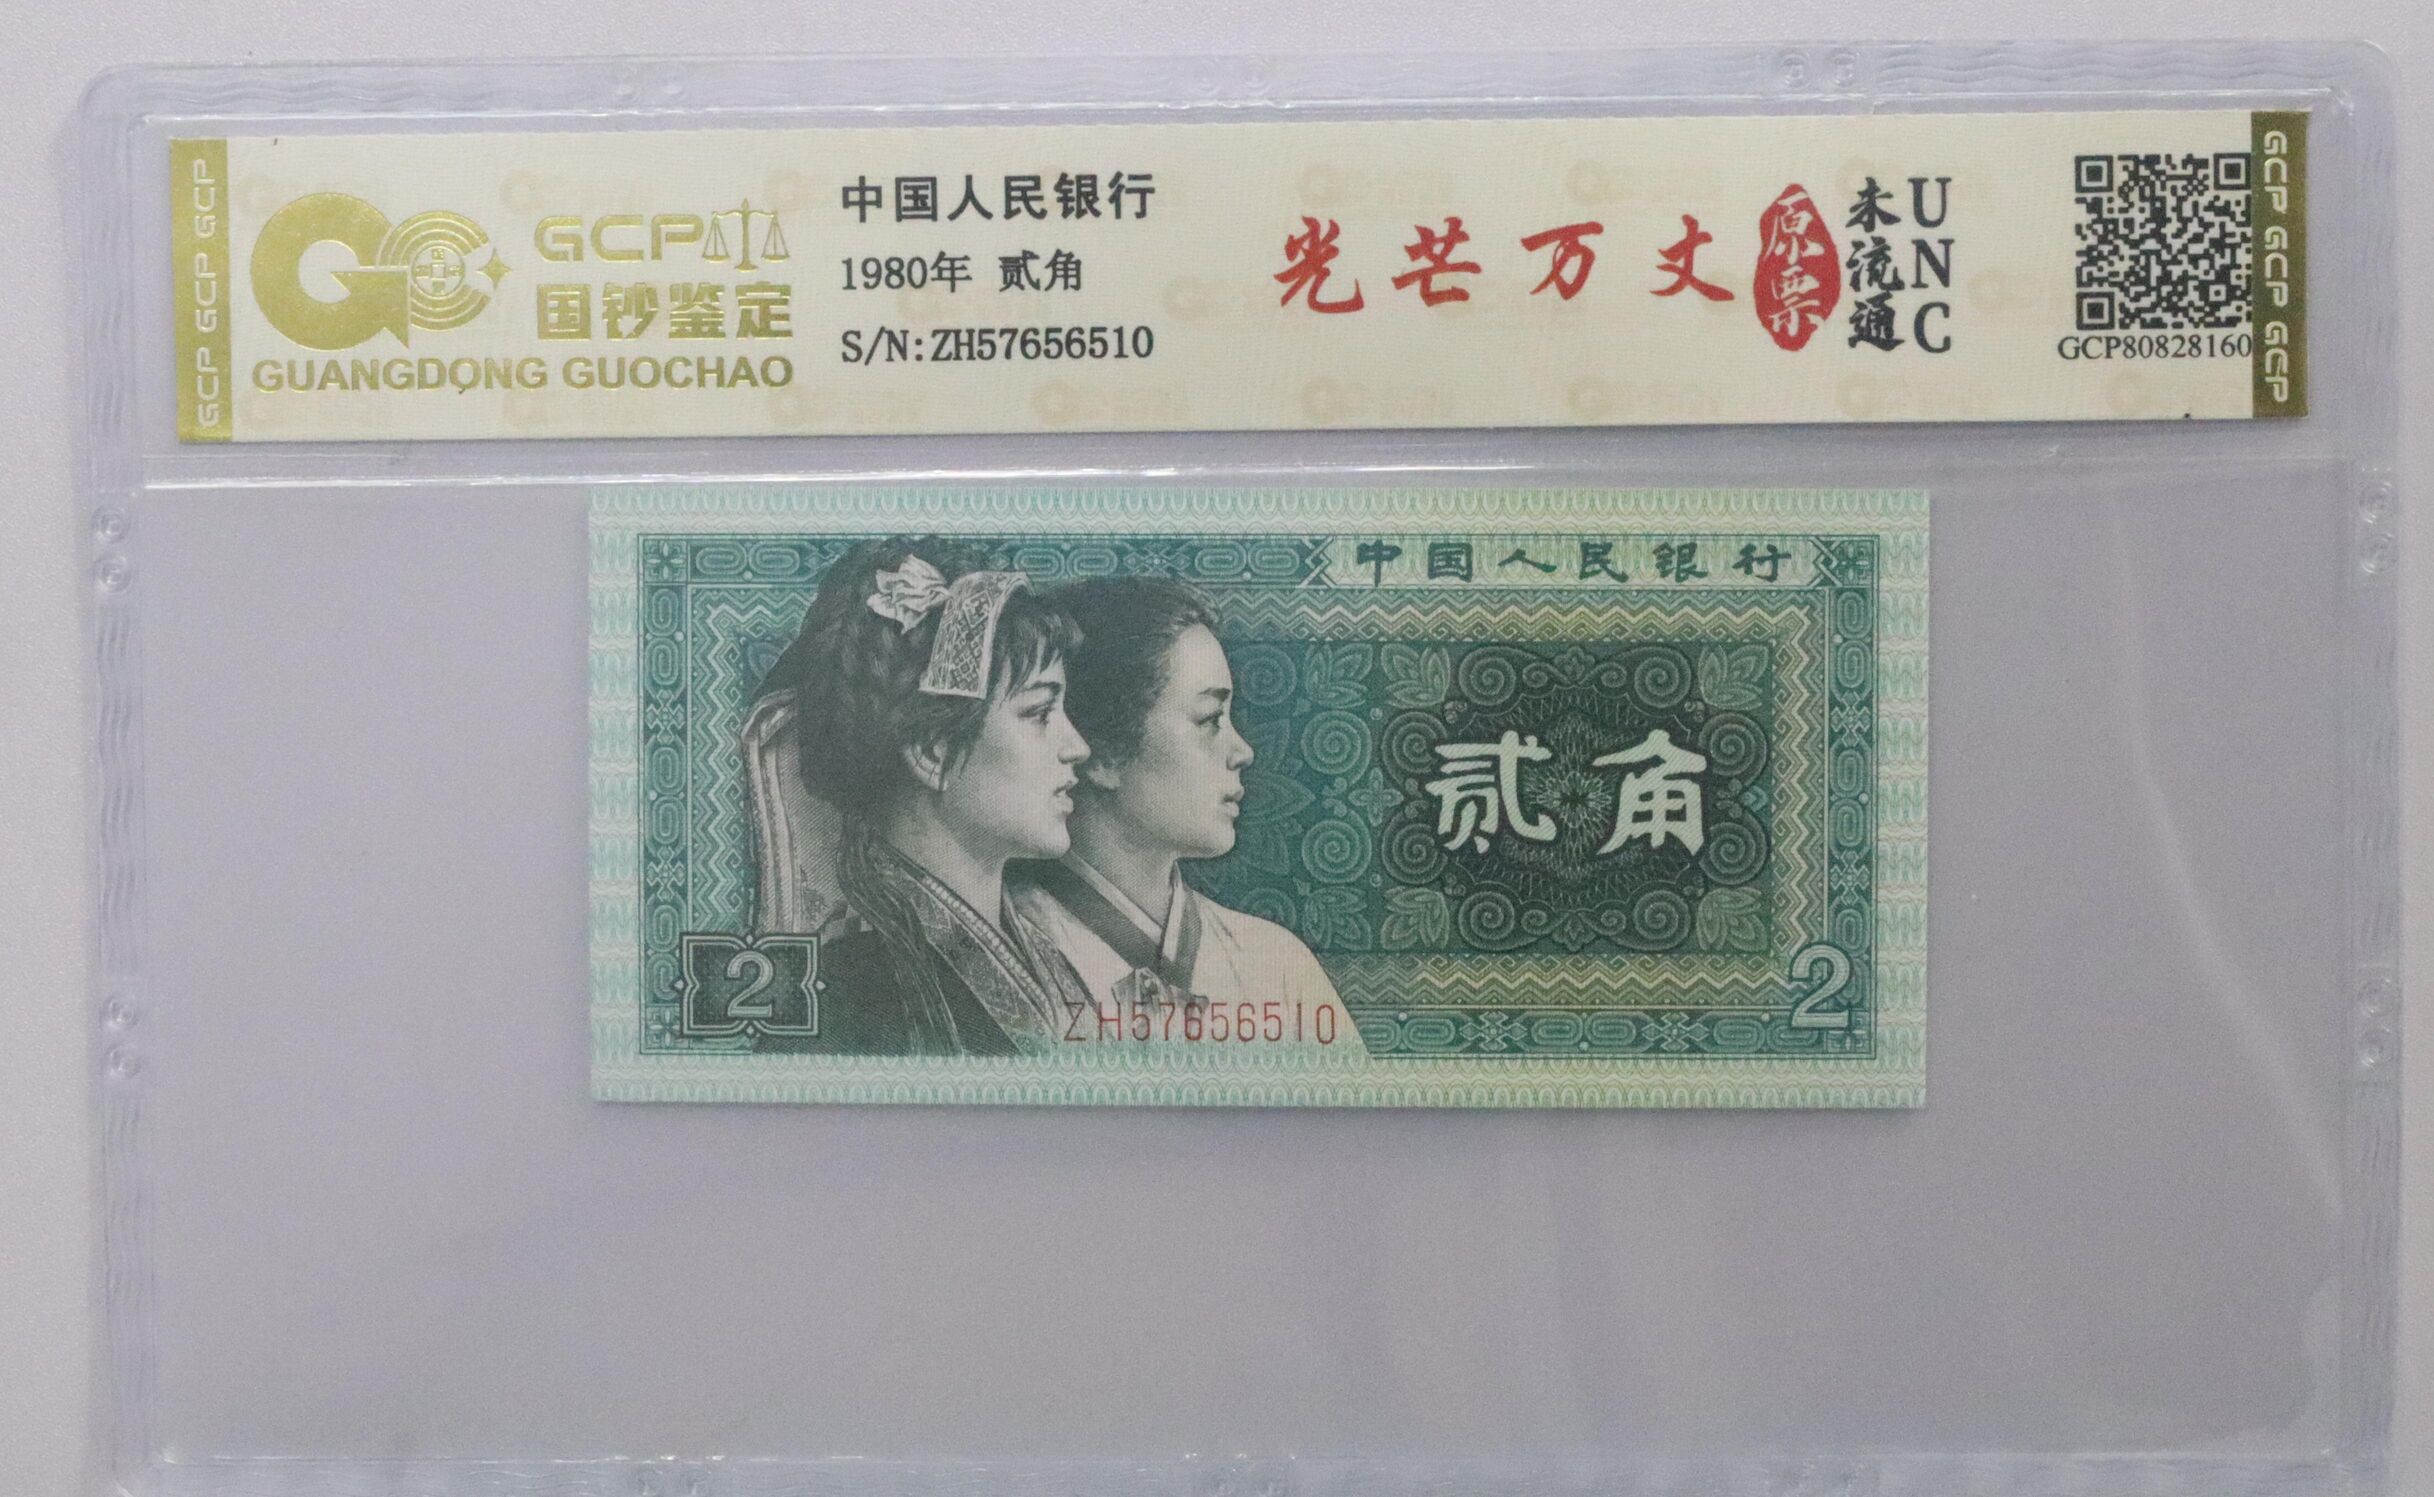 GCP GCP GCP
GCP
国钞鉴定
GUANGDONG GUOCHAO
中国人民银行
1980年 贰角
S/N:ZH57656510
光芒万丈
原票
未流通
UNC
GCP80828160
GCP GCP GCP
中国人民银行
贰角
2
ZH57656510
2